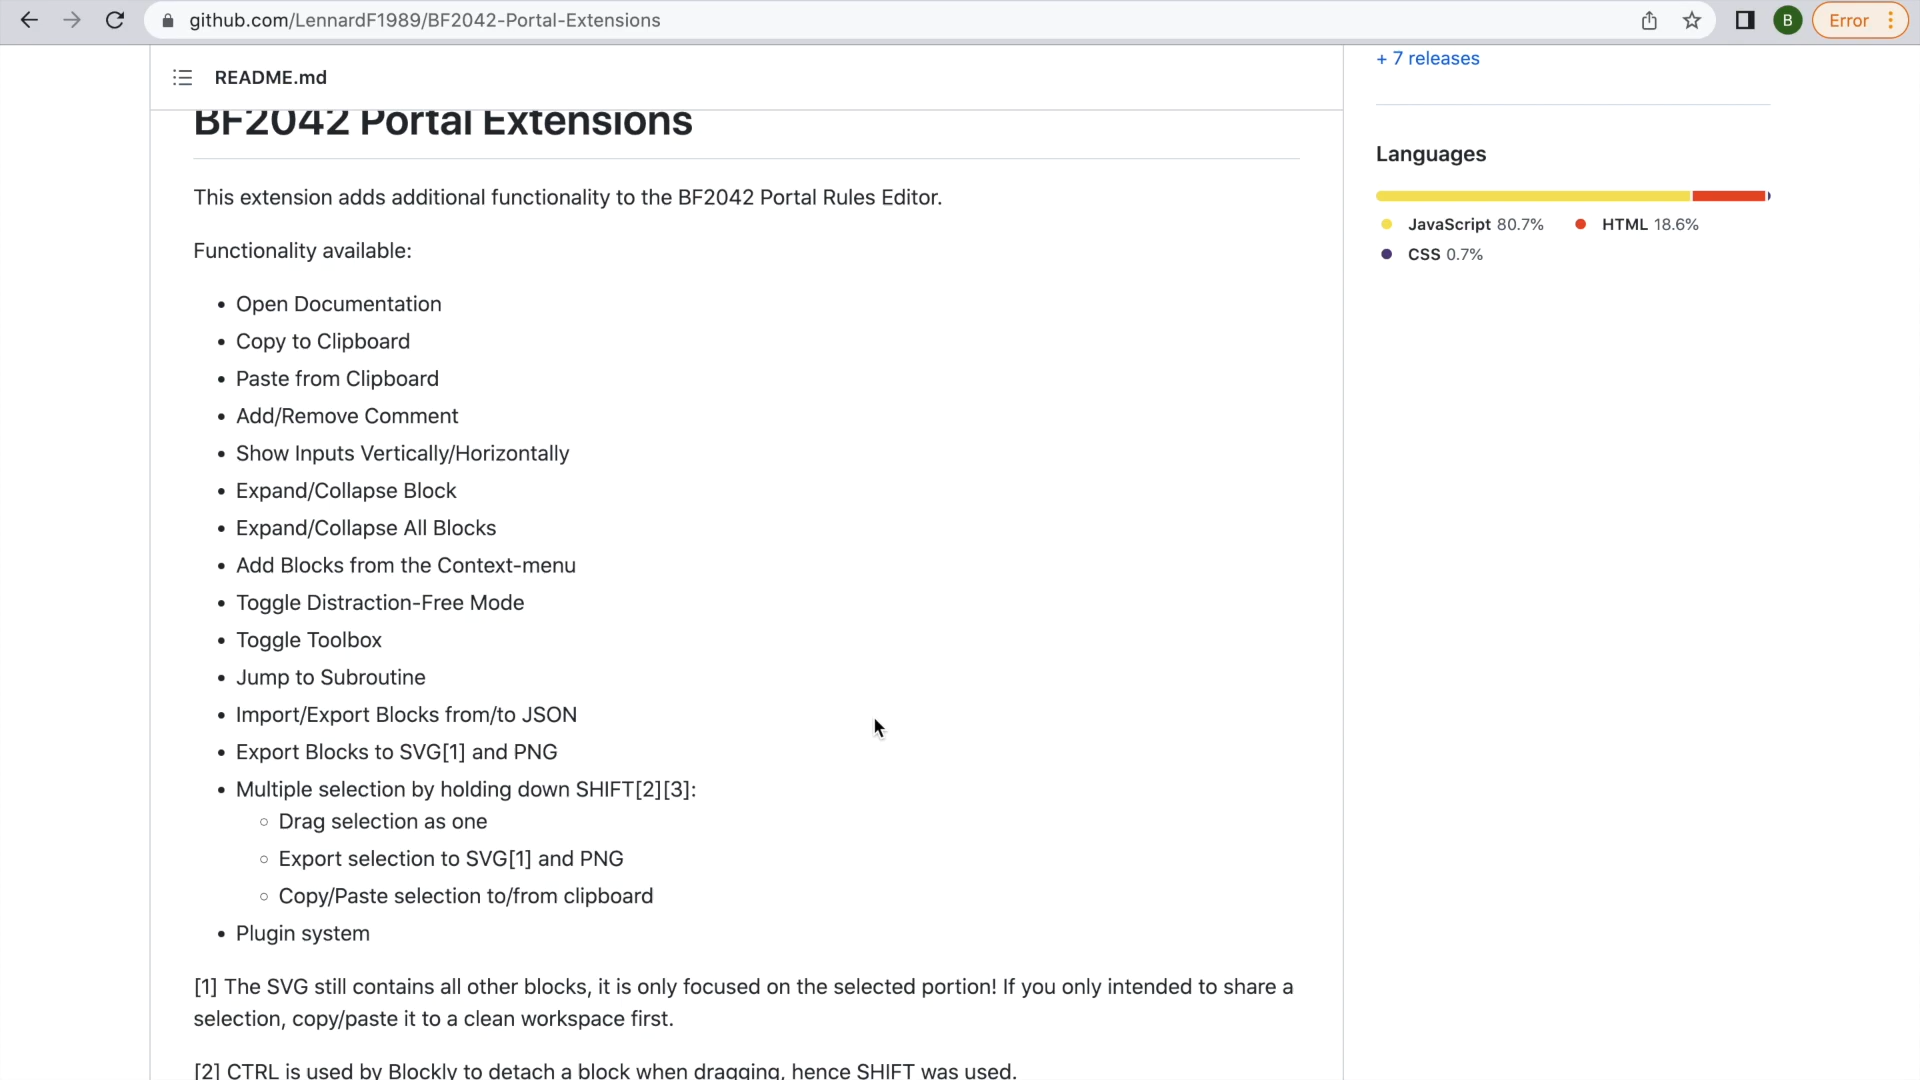 github.com/LennardF1989/BF2042-Portal-Extensions
B
Error
README.md
+ 7 releases
BF2042 Portal Extensions
This extension adds additional functionality to the BF2042 Portal Rules Editor.
Functionality available:
• Open Documentation
• Copy to Clipboard
• Paste from Clipboard
• Add/Remove Comment
• Show Inputs Vertically/Horizontally
• Expand/Collapse Block
• Expand/Collapse All Blocks
• Add Blocks from the Context-menu
• Toggle Distraction-Free Mode
• Toggle Toolbox
• Jump to Subroutine
• Import/Export Blocks from/to JSON
• Export Blocks to SVG[1] and PNG
• Multiple selection by holding down SHIFT[2][3]:
◦ Drag selection as one
◦ Export selection to SVG[1] and PNG
◦ Copy/Paste selection to/from clipboard
• Plugin system
[1] The SVG still contains all other blocks, it is only focused on the selected portion! If you only intended to share a
selection, copy/paste it to a clean workspace first.
[2] CTRL is used by Blockly to detach a block when dragging, hence SHIFT was used.
Languages
JavaScript 80.7%
HTML 18.6%
CSS 0.7%